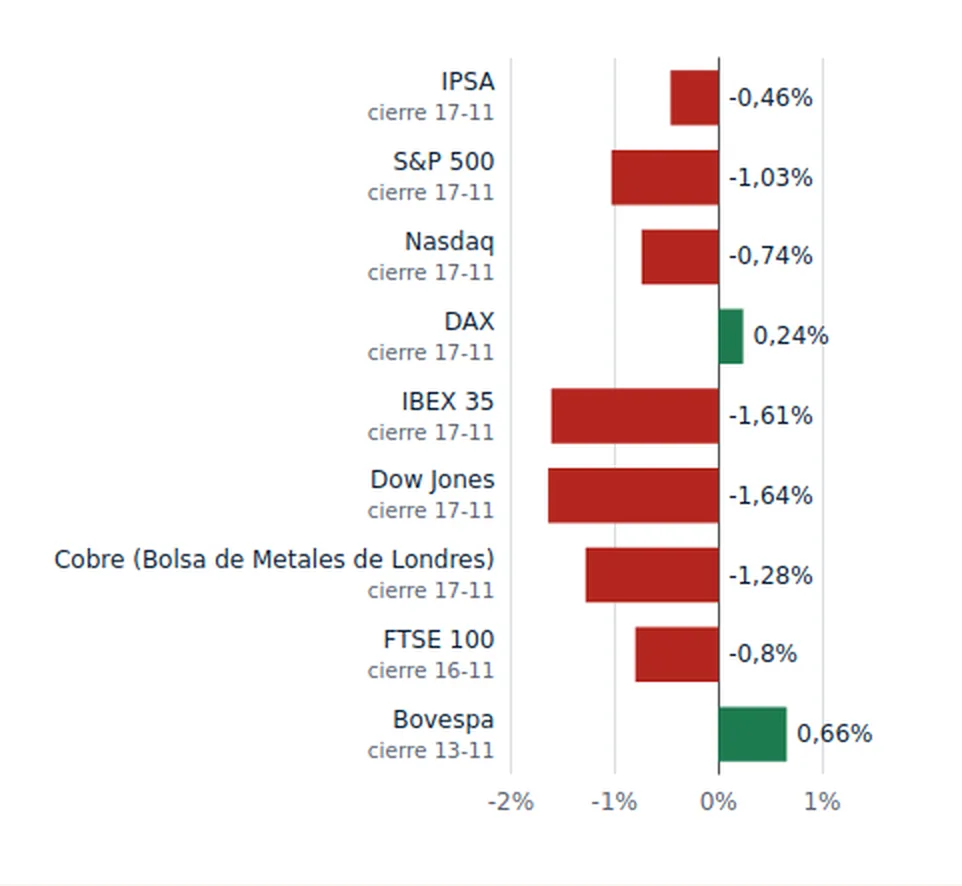 IPSA
cierre 17-11
-0,46%
S&P 500
cierre 17-11
-1,03%
Nasdaq
cierre 17-11
-0,74%
DAX
cierre 17-11
0,24%
IBEX 35
cierre 17-11
-1,61%
Dow Jones
cierre 17-11
-1,64%
Cobre (Bolsa de Metales de Londres)
cierre 17-11
-1,28%
FTSE 100
cierre 16-11
-0,8%
Bovespa
cierre 13-11
0,66%
-2% -1% 0% 1%